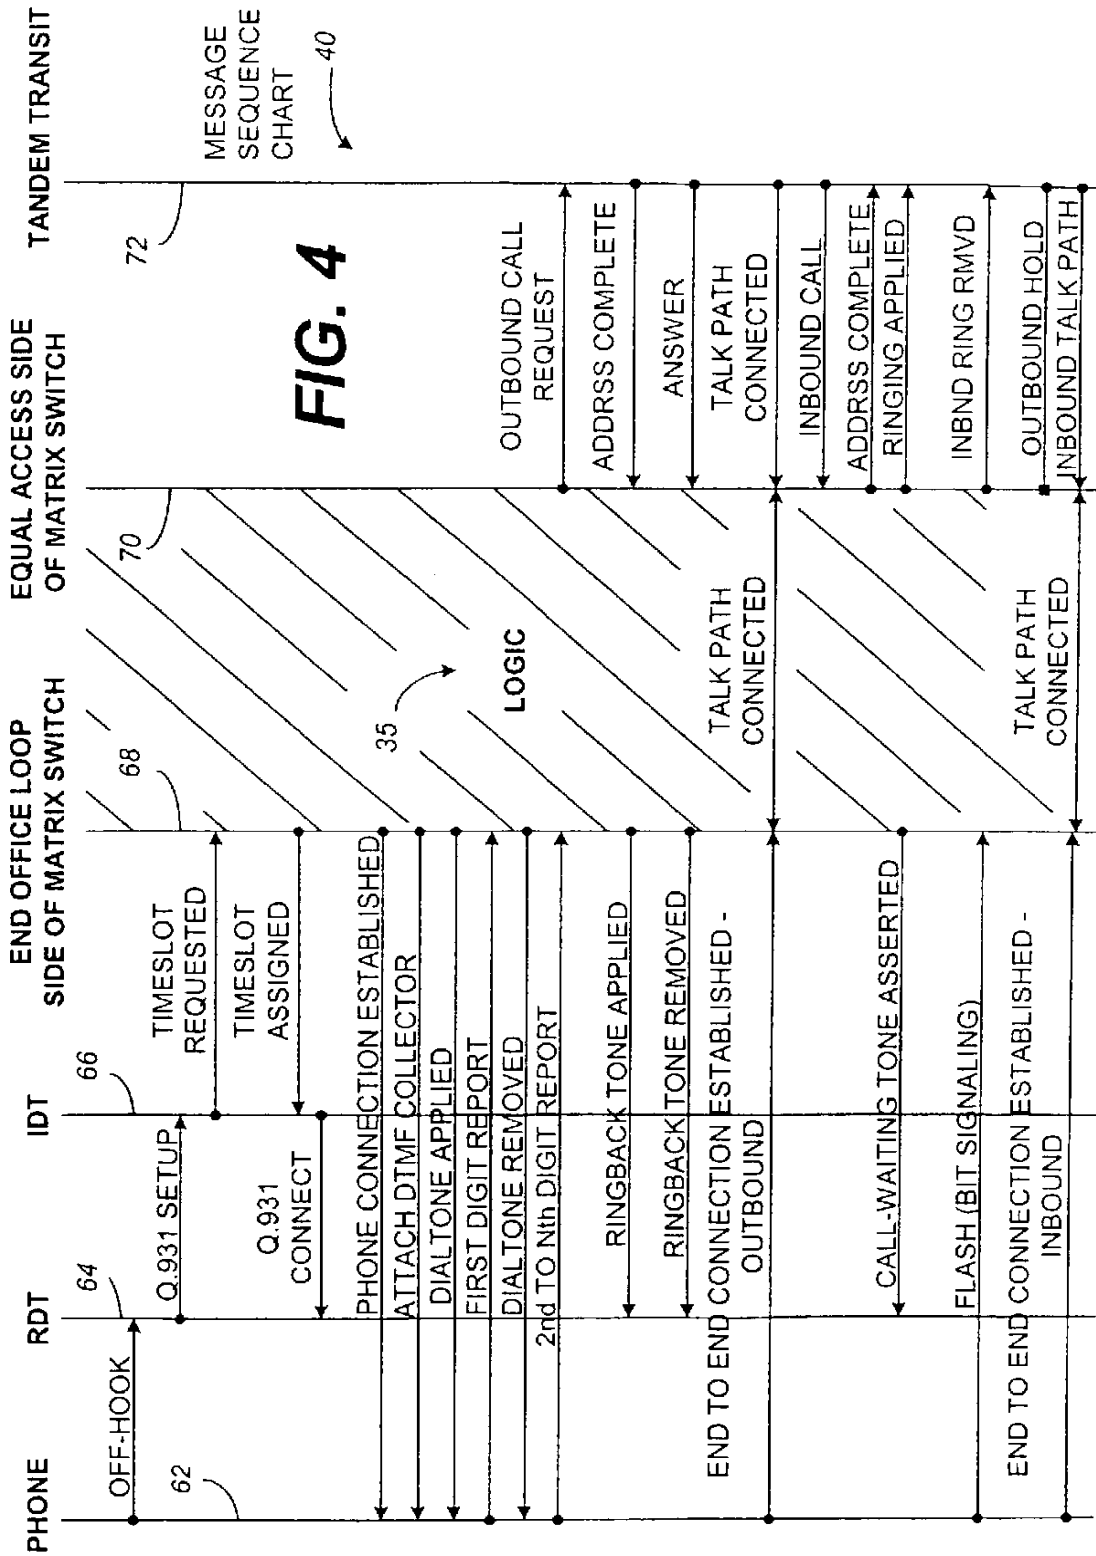 PHONE
RDT
IDT
END OFFICE LOOP
SIDE OF MATRIX SWITCH
EQUAL ACCESS SIDE
OF MATRIX SWITCH
TANDEM TRANSIT
62
64
66
68
70
72
MESSAGE
SEQUENCE
CHART
40
FIG. 4
35
LOGIC
OFF-HOOK
Q.931 SETUP
TIMESLOT
REQUESTED
TIMESLOT
ASSIGNED
Q.931
CONNECT
PHONE CONNECTION ESTABLISHED
ATTACH DTMF COLLECTOR
DIALTONE APPLIED
FIRST DIGIT REPORT
DIALTONE REMOVED
2nd TO Nth DIGIT REPORT
OUTBOUND CALL
REQUEST
ADDRSS COMPLETE
RINGBACK TONE APPLIED
ANSWER
RINGBACK TONE REMOVED
END TO END CONNECTION ESTABLISHED -
OUTBOUND
TALK PATH
CONNECTED
TALK PATH
CONNECTED
INBOUND CALL
ADDRSS COMPLETE
RINGING APPLIED
CALL-WAITING TONE ASSERTED
FLASH (BIT SIGNALING)
INBND RING RMVD
END TO END CONNECTION ESTABLISHED -
INBOUND
TALK PATH
CONNECTED
OUTBOUND HOLD
INBOUND TALK PATH